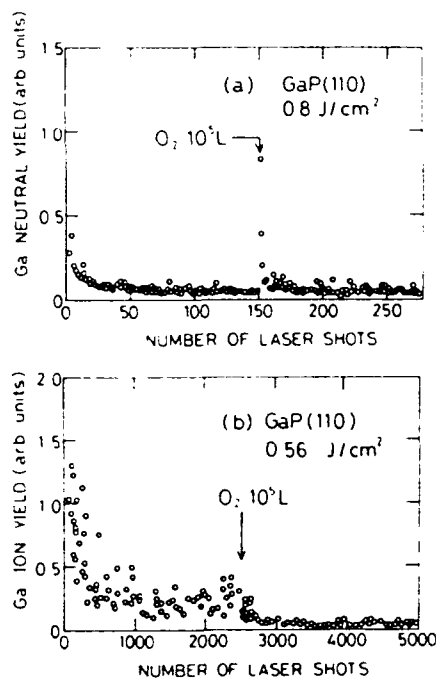 Ga NEUTRAL YIELD (arb units)
1.5
1.0
0 5
0
(a) GaP(110)
0 8 J/cm²
O₂ 10⁵L
0 50 100 150 200 250
NUMBER OF LASER SHOTS
Ga ION YIELD (arb units)
2 0
1 5
1 0
0 5
0
(b) GaP(110)
0.56 J/cm²
O₂ 10⁵L
0 1000 2000 3000 4000 5000
NUMBER OF LASER SHOTS